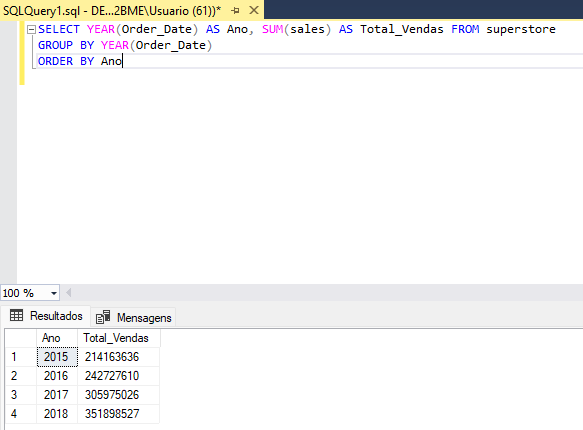 SQLQuery1.sql - DE...2BME\Usuario (61))*
SELECT YEAR(Order_Date) AS Ano, SUM(sales) AS Total_Vendas FROM superstore
GROUP BY YEAR(Order_Date)
ORDER BY Ano
100 %
Resultados Mensagens
Ano Total_Vendas
1 2015 214163636
2 2016 242727610
3 2017 305975026
4 2018 351898527